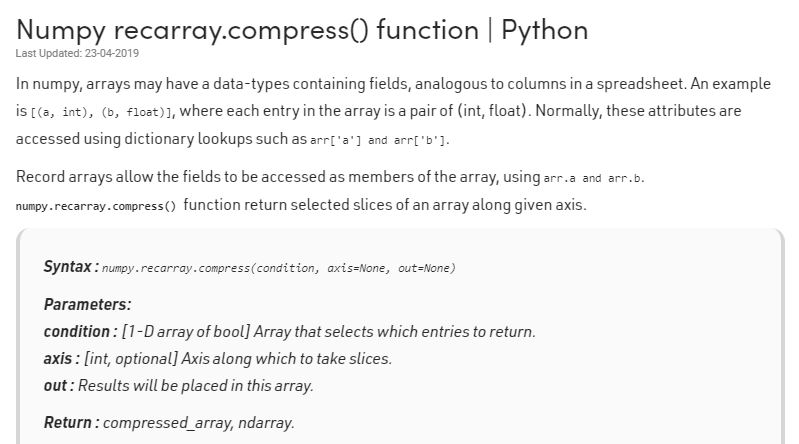 Numpy recarray.compress() function | Python
Last Updated: 23-04-2019
In numpy, arrays may have a data-types containing fields, analogous to columns in a spreadsheet. An example
is [(a, int), (b, float)], where each entry in the array is a pair of (int, float). Normally, these attributes are
accessed using dictionary lookups such as arr['a'] and arr['b'].
Record arrays allow the fields to be accessed as members of the array, using arr.a and arr.b.
numpy.recarray.compress() function return selected slices of an array along given axis.
Syntax : numpy.recarray.compress(condition, axis=None, out=None)
Parameters:
condition : [1-D array of bool] Array that selects which entries to return.
axis : [int, optional] Axis along which to take slices.
out : Results will be placed in this array.
Return : compressed_array, ndarray.